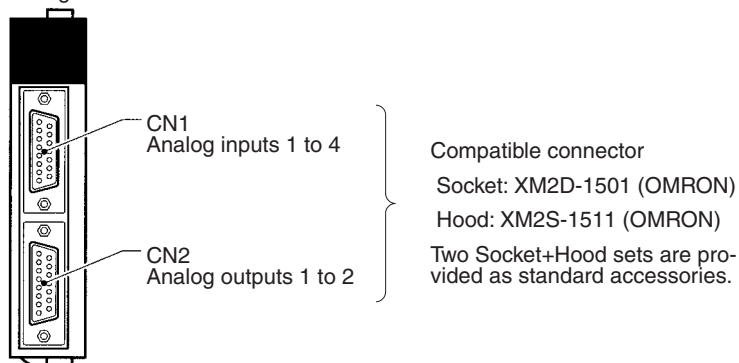 CN1
Analog inputs 1 to 4
CN2
Analog outputs 1 to 2
Compatible connector
Socket: XM2D-1501 (OMRON)
Hood: XM2S-1511 (OMRON)
Two Socket+Hood sets are pro-
vided as standard accessories.